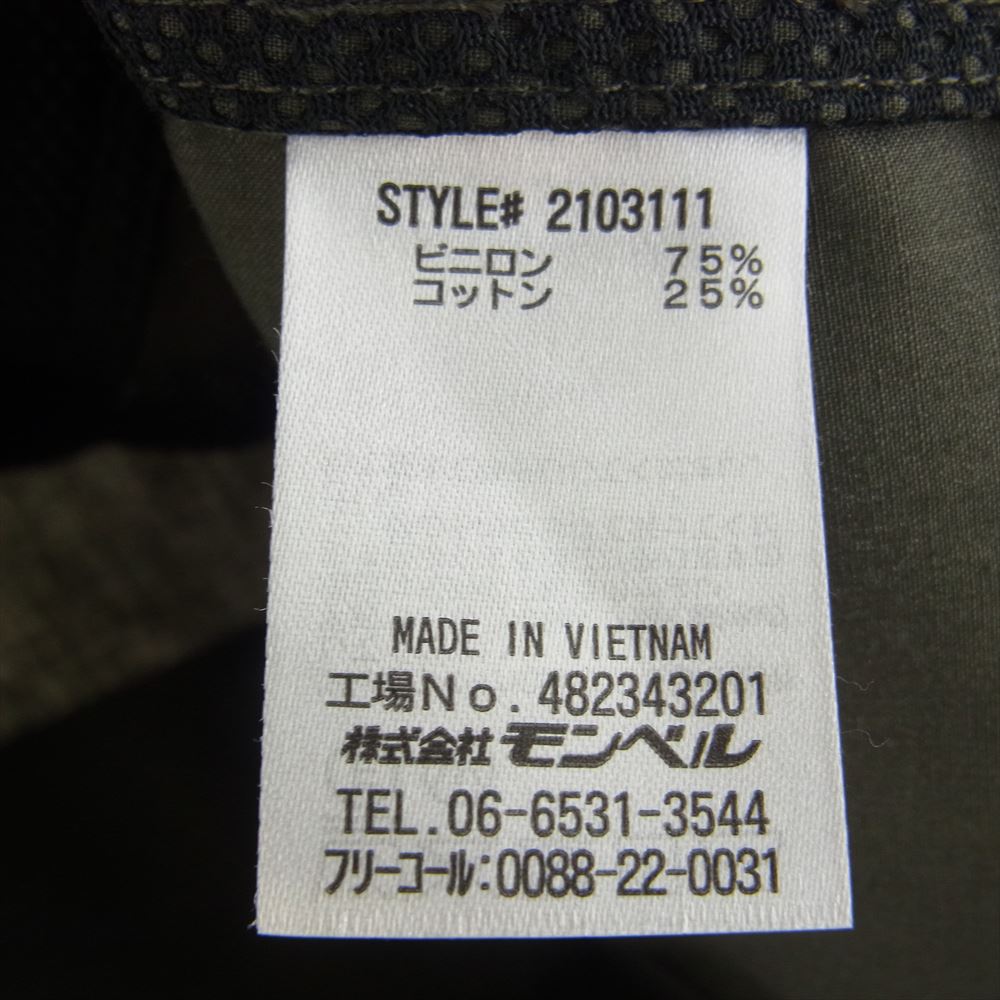 STYLE# 2103111
ビニロン 75%
コットン 25%
MADE IN VIETNAM
工場No. 482343201
株式会社 モンベル
TEL. 06-6531-3544
フリーコール:0088-22-0031